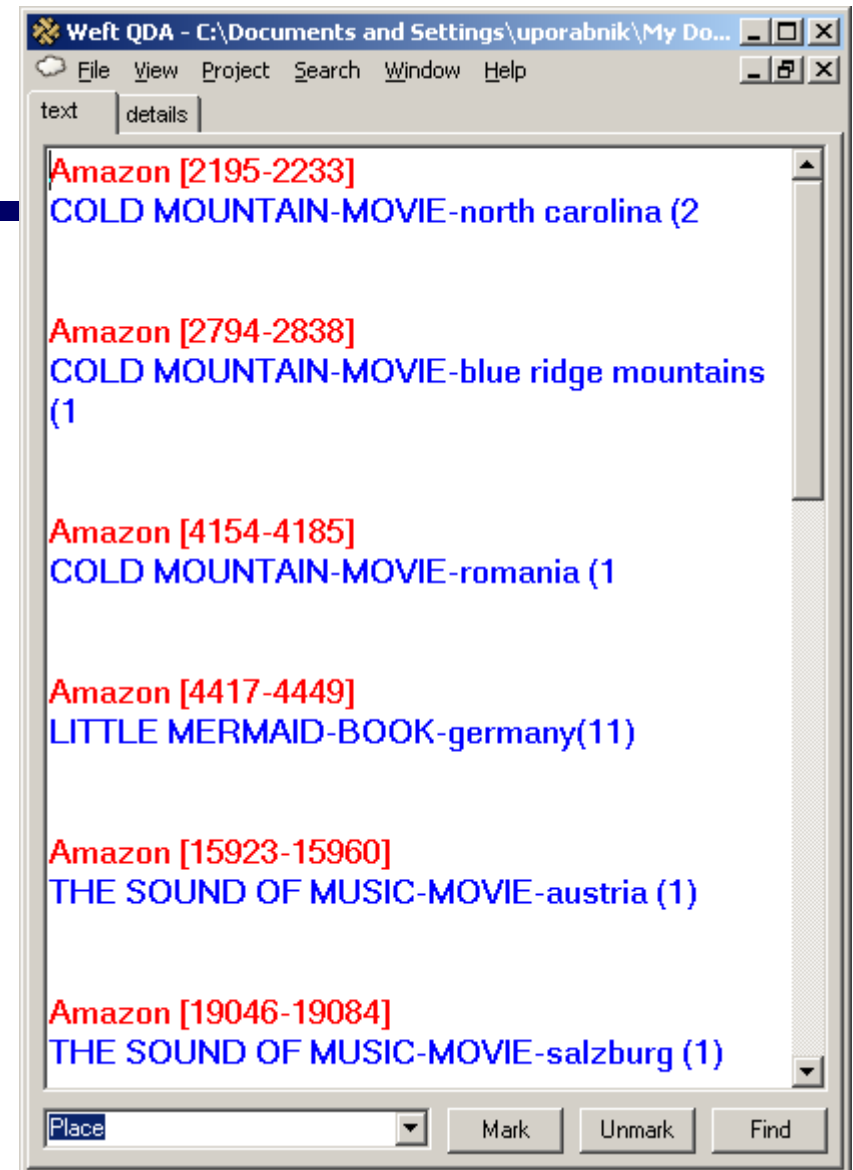 Weft QDA - C:\Documents and Settings\uporabnik\My Do...
File View Project Search Window Help
text details
Amazon [2195-2233]
COLD MOUNTAIN-MOVIE-north carolina (2
Amazon [2794-2838]
COLD MOUNTAIN-MOVIE-blue ridge mountains
(1
Amazon [4154-4185]
COLD MOUNTAIN-MOVIE-romania (1
Amazon [4417-4449]
LITTLE MERMAID-BOOK-germany(11)
Amazon [15923-15960]
THE SOUND OF MUSIC-MOVIE-austria (1)
Amazon [19046-19084]
THE SOUND OF MUSIC-MOVIE-salzburg (1)
Place Mark Unmark Find